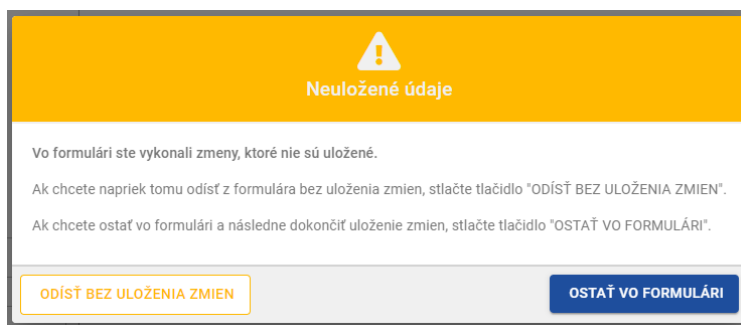 Neuložené údaje
Vo formulári ste vykonali zmeny, ktoré nie sú uložené.
Ak chcete napriek tomu odísť z formulára bez uloženia zmien, stlačte tlačidlo "ODÍSŤ BEZ ULOŽENIA ZMIEN".
Ak chcete ostať vo formulári a následne dokončiť uloženie zmien, stlačte tlačidlo "OSTAŤ VO FORMULÁRI".
ODÍSŤ BEZ ULOŽENIA ZMIEN
OSTAŤ VO FORMULÁRI